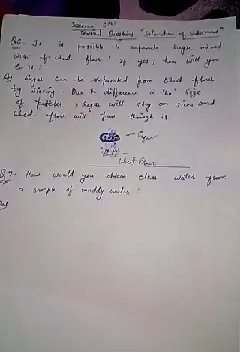 Science
Textual Questions "Separation of substances"
Que. Is it possible to separate sugar mixed
with wheat flour? if yes, how will you
do it?
A) Sugar can be separated from wheat flour
by sieving. Due to difference in the size
of particles, sugar will stay on sieve and
wheat flour will pass through it
Sugar
Wheat Flour
Q 9. How would you obtain clear water from
a sample of muddy water?